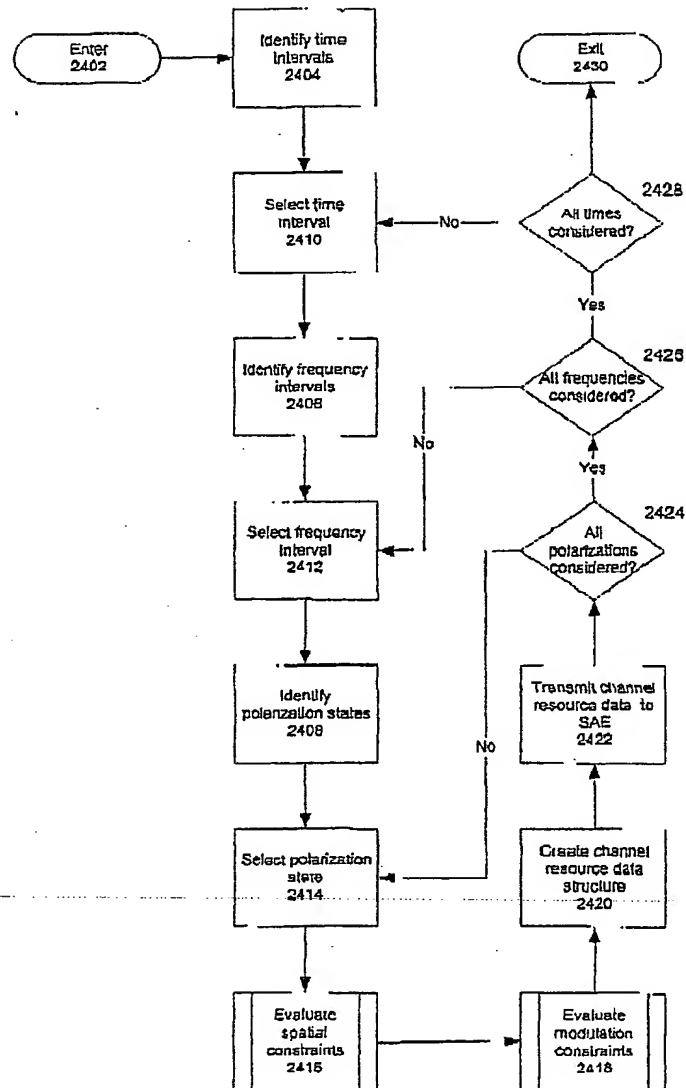 Enter
2402
Identify time
intervals
2404
Exit
2430
Select time
interval
2410
No
2428
All times
considered?
Yes
Identify frequency
intervals
2406
2426
All frequencies
considered?
No
Yes
Select frequency
interval
2412
2424
All
polarizations
considered?
Identify
polarization states
2408
Transmit channel
resource data to
SAE
2422
No
Select polarization
state
2414
Create channel
resource data
structure
2420
Evaluate
spatial
constraints
2416
Evaluate
modulation
constraints
2418